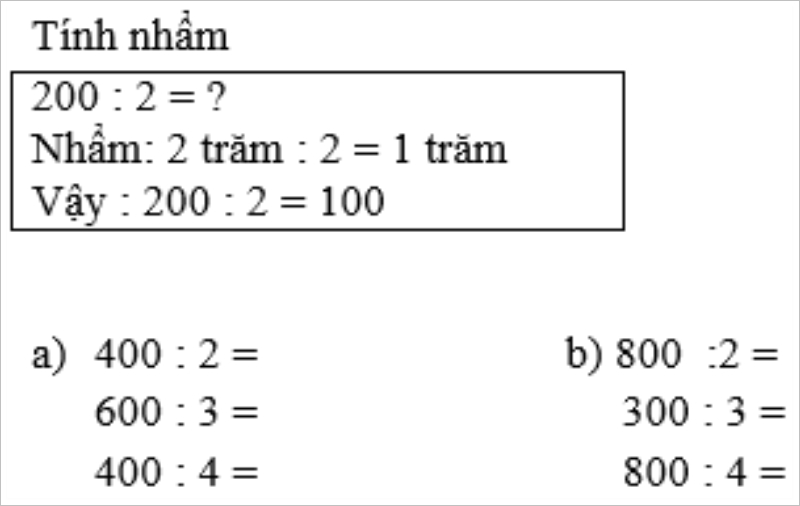 Tính nhẩm
200 : 2 = ?
Nhẩm: 2 trăm : 2 = 1 trăm
Vậy : 200 : 2 = 100
a) 400 : 2 =
600 : 3 =
400 : 4 =
b) 800 :2 =
300 : 3 =
800 : 4 =